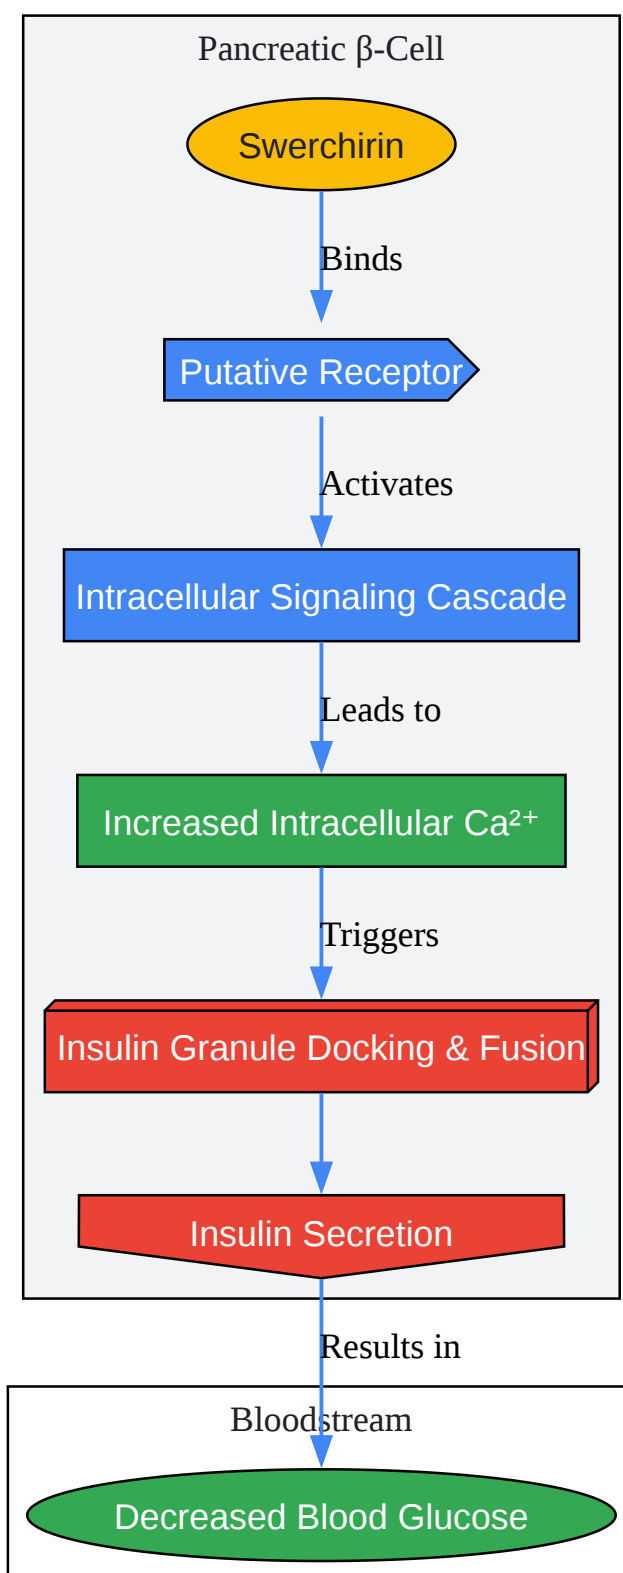 Pancreatic β-Cell
Swerchirin
Binds
Putative Receptor
Activates
Intracellular Signaling Cascade
Leads to
Increased Intracellular Ca²⁺
Triggers
Insulin Granule Docking & Fusion
Insulin Secretion
Results in
Bloodstream
Decreased Blood Glucose